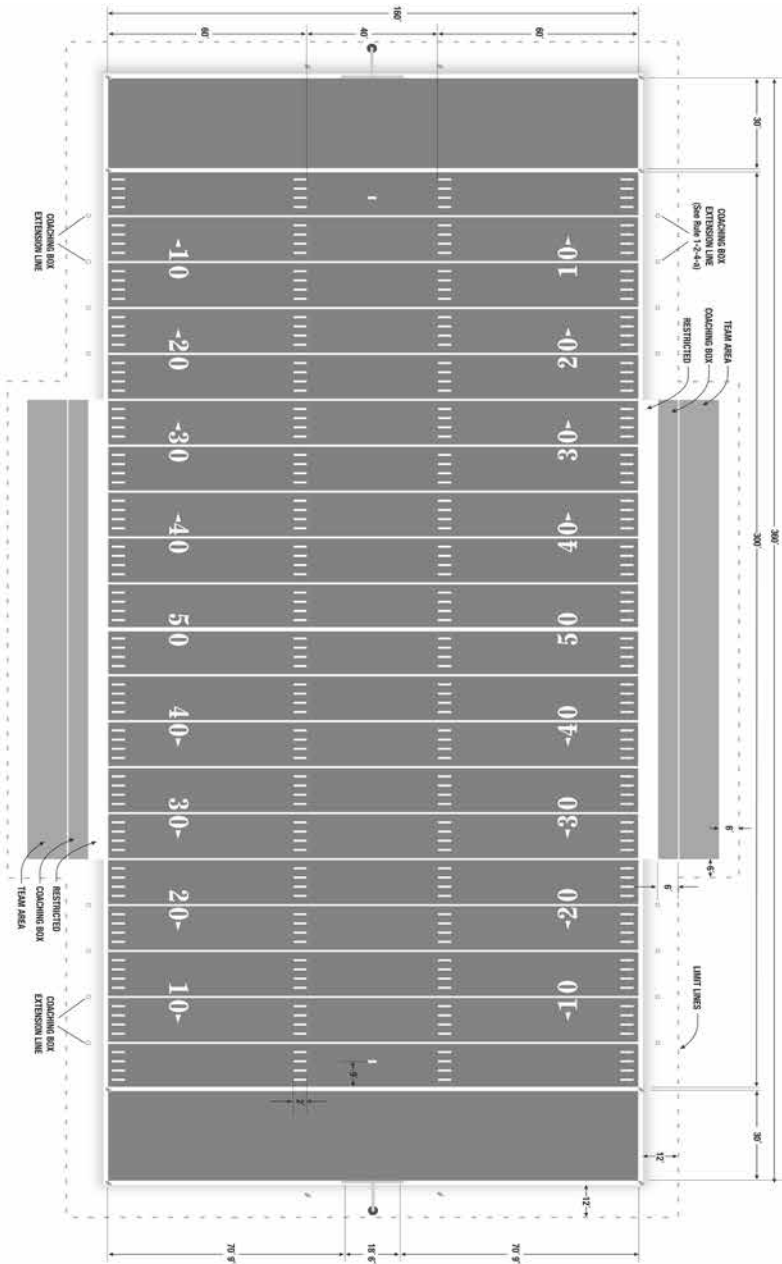 360'
30'
300'
30'
TEAM AREA
COACHING BOX
RESTRICTED
COACHING BOX
EXTENSION LINE
(See Rule 1-2-4-a)
LIMIT LINES
6'
6'
6'
12'
12'
10 20 30 40 50 40 30 20 10
160'
60'
40'
60'
70' 9"
18' 6"
70' 9"
9'
2'
10 20 30 40 50 40 30 20 10
COACHING BOX
EXTENSION LINE
RESTRICTED
COACHING BOX
TEAM AREA
COACHING BOX
EXTENSION LINE